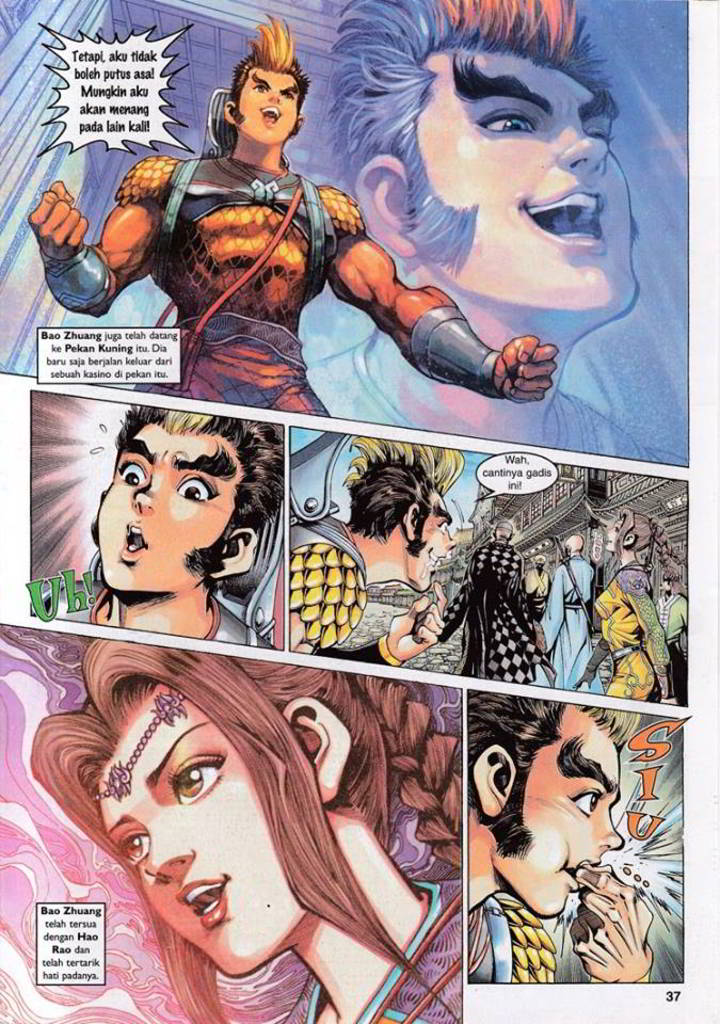 Tetapi, aku tidak
boleh putus asa!
Mungkin aku
akan menang
pada lain kali!
Bao Zhuang juga telah datang
ke Pekan Kuning itu. Dia
baru saja berjalan keluar dari
sebuah kasino di pekan itu.
Uh!
Wah,
cantinya gadis
ini!
SIU
Bao Zhuang
telah tersua
dengan Hao
Rao dan
telah tertarik
hati padanya.
37